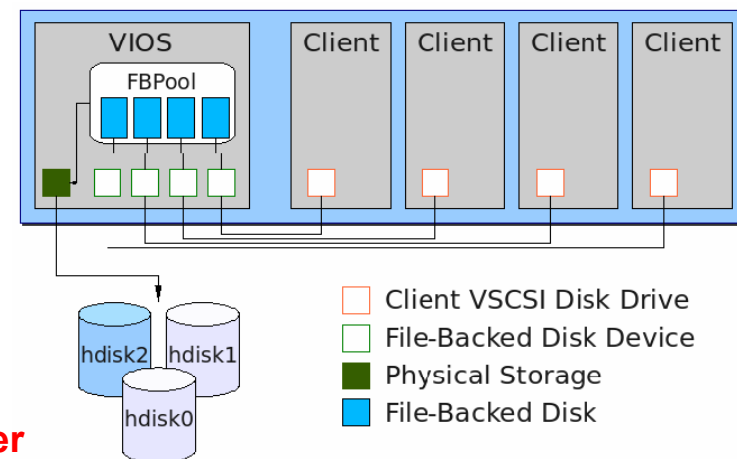 VIOS
FBPool
Client
Client
Client
Client
hdisk2
hdisk1
hdisk0
Client VSCSI Disk Drive
File-Backed Disk Device
Physical Storage
File-Backed Disk
er